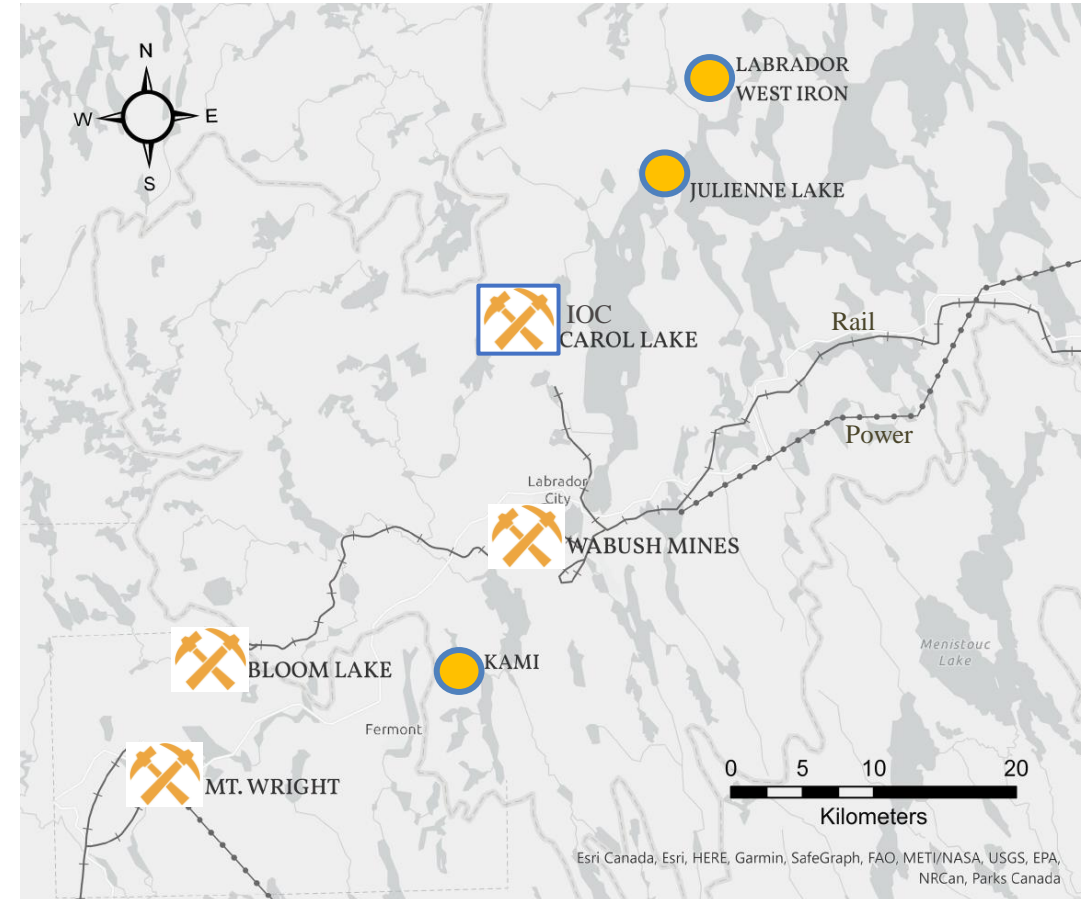 N
W E
S
LABRADOR
WEST IRON
JULIENNE LAKE
IOC
CAROL LAKE
Rail
Power
Labrador
City
WABUSH MINES
BLOOM LAKE
KAMI
Menistouc
Lake
Fermont
MT. WRIGHT
0 5 10 20
Kilometers
Esri Canada, Esri, HERE, Garmin, SafeGraph, FAO, METI/NASA, USGS, EPA,
NRCan, Parks Canada